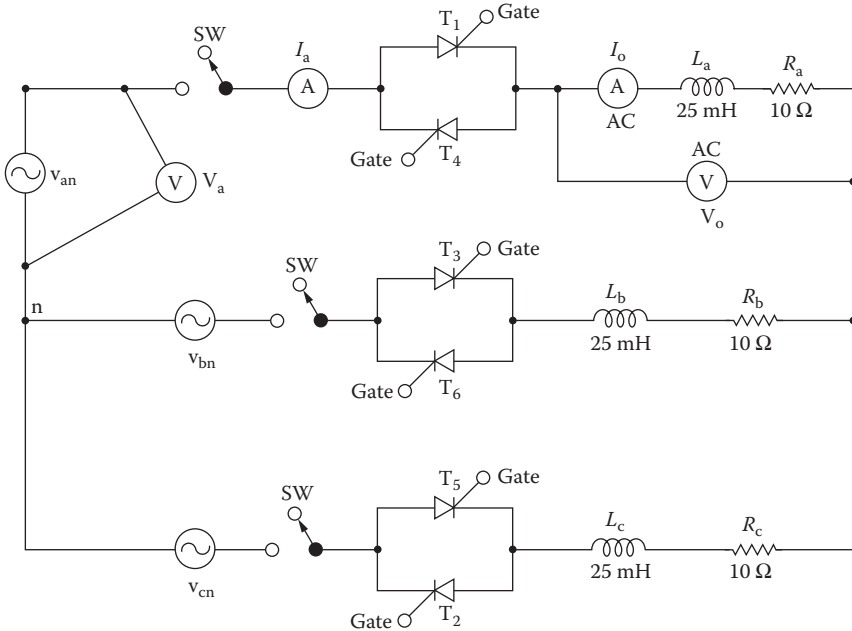 SW
I_a
A
T_1
Gate
Gate
T_4
I_o
A
AC
L_a
25 mH
R_a
10 Ω
v_an
V
V_a
AC
V
V_o
n
v_bn
SW
T_3
Gate
Gate
T_6
L_b
25 mH
R_b
10 Ω
v_cn
SW
T_5
Gate
Gate
T_2
L_c
25 mH
R_c
10 Ω